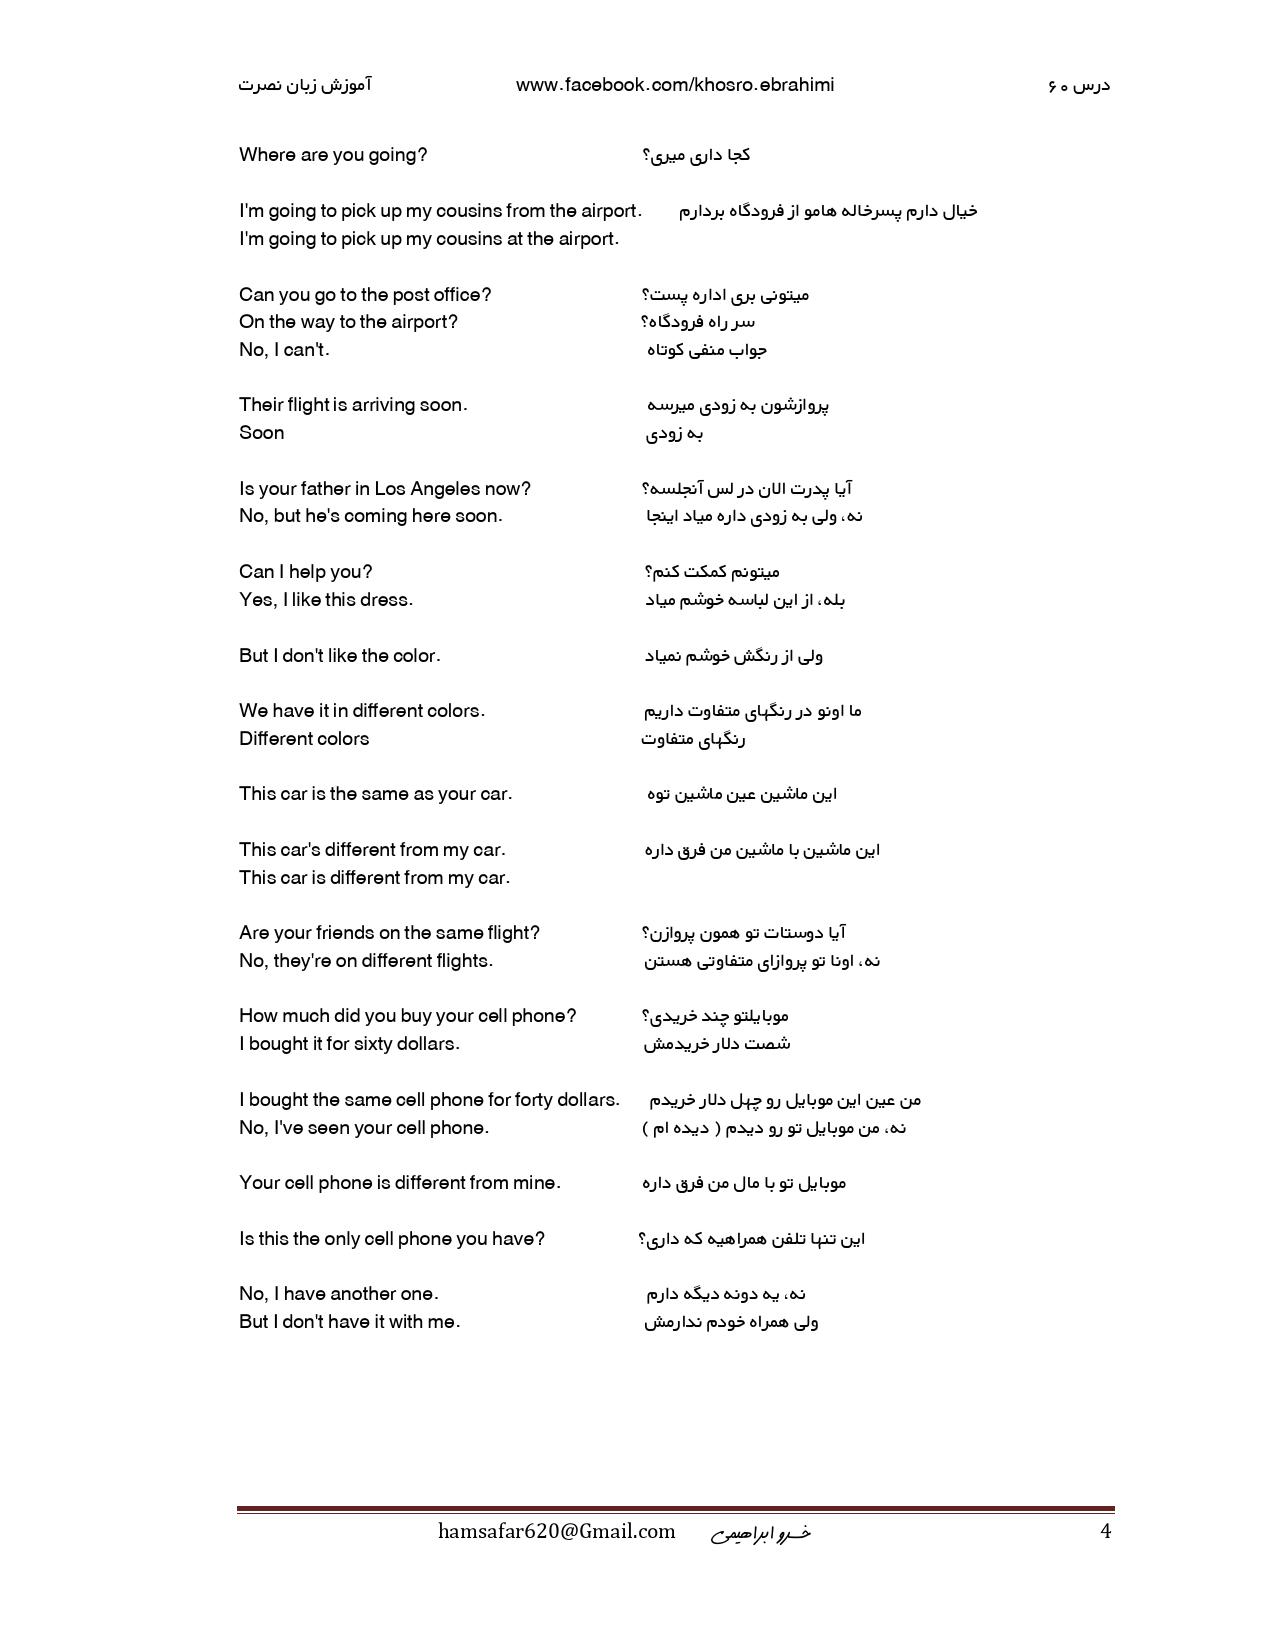 آموزش زبان نصرت www.facebook.com/khosro.ebrahimi درس ۶۰
Where are you going? کجا داری میری؟
I'm going to pick up my cousins from the airport. خیال دارم پسرخاله هامو از فرودگاه بردارم
I'm going to pick up my cousins at the airport.
Can you go to the post office? میتونی بری اداره پست؟
On the way to the airport? سر راه فرودگاه؟
No, I can't. جواب منفی کوتاه
Their flight is arriving soon. پروازشون به زودی میرسه
Soon به زودی
Is your father in Los Angeles now? آیا پدرت الان در لس آنجلسه؟
No, but he's coming here soon. نه، ولی به زودی داره میاد اینجا
Can I help you? میتونم کمکت کنم؟
Yes, I like this dress. بله، از این لباسه خوشم میاد
But I don't like the color. ولی از رنگش خوشم نمیاد
We have it in different colors. ما اونو در رنگهای متفاوت داریم
Different colors رنگهای متفاوت
This car is the same as your car. این ماشین عین ماشین توه
This car's different from my car. این ماشین با ماشین من فرق داره
This car is different from my car.
Are your friends on the same flight? آیا دوستات تو همون پروازن؟
No, they're on different flights. نه، اونا تو پروازای متفاوتی هستن
How much did you buy your cell phone? موبایلتو چند خریدی؟
I bought it for sixty dollars. شصت دلار خریدمش
I bought the same cell phone for forty dollars. من عین این موبایل رو چهل دلار خریدم
No, I've seen your cell phone. نه، من موبایل تو رو دیدم ( دیده ام )
Your cell phone is different from mine. موبایل تو با مال من فرق داره
Is this the only cell phone you have? این تنها تلفن همراهیه که داری؟
No, I have another one. نه، یه دونه دیگه دارم
But I don't have it with me. ولی همراه خودم ندارمش
hamsafar620@Gmail.com خسرو ابراهیمی 4